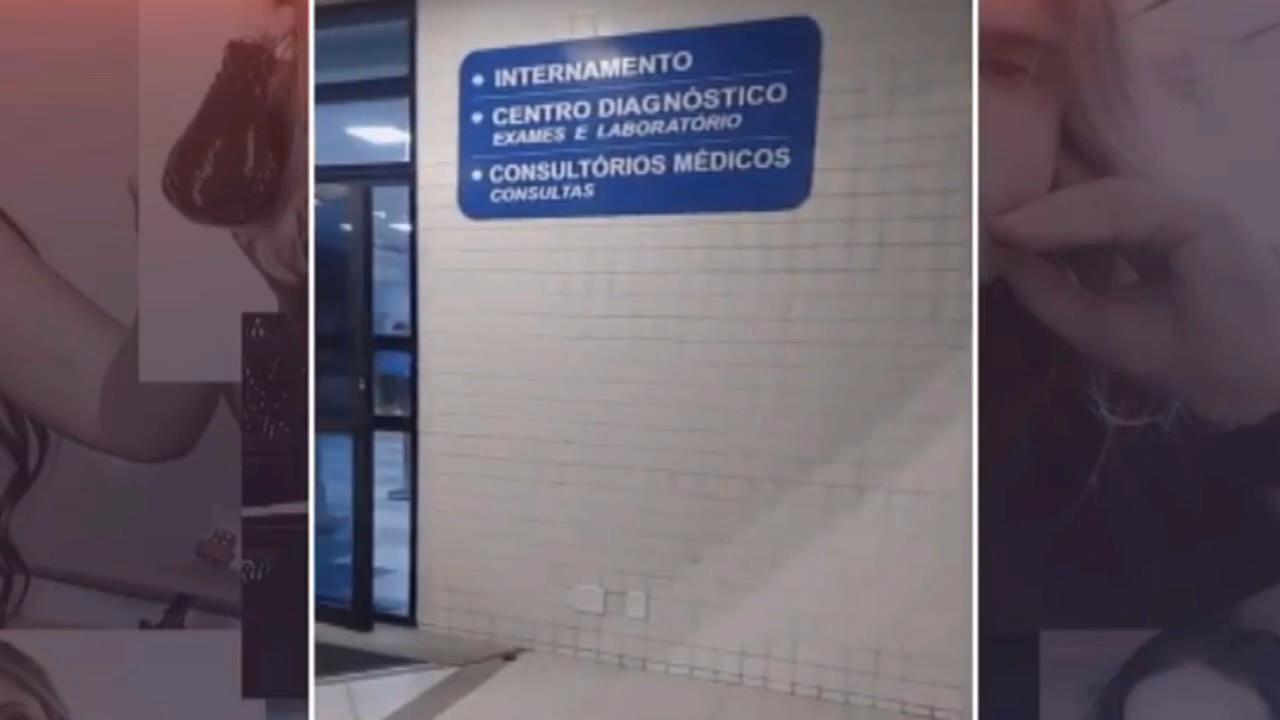 • INTERNAMENTO
• CENTRO DIAGNÓSTICO
EXAMES E LABORATÓRIO
• CONSULTÓRIOS MÉDICOS
CONSULTAS